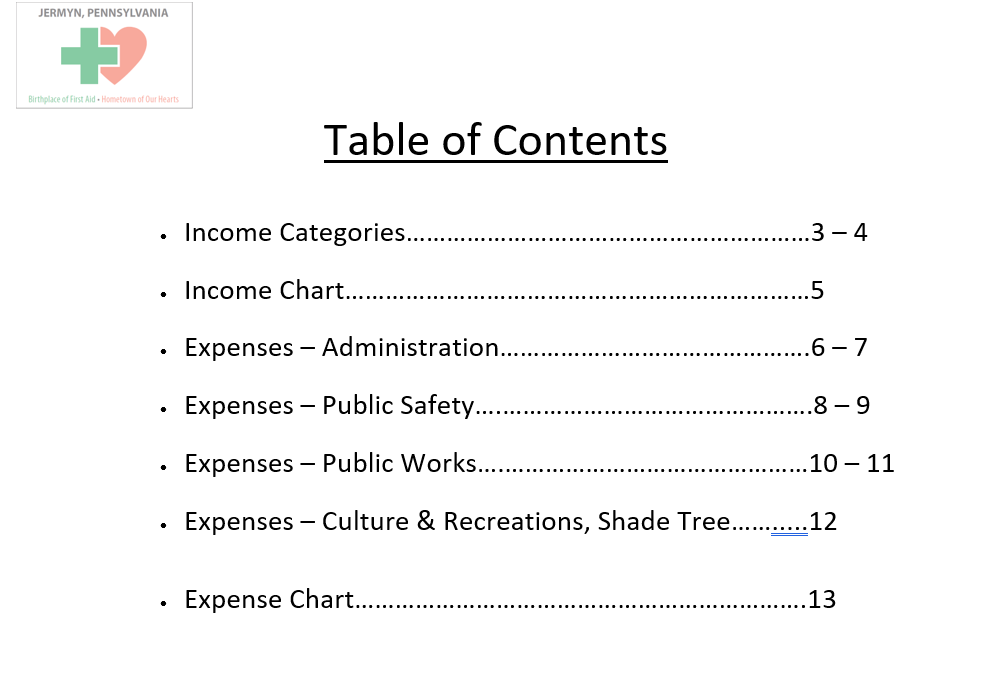 JERMYN, PENNSYLVANIA
Birthplace of First Aid • Hometown of Our Hearts
Table of Contents
• Income Categories……………………………………………………3 – 4
• Income Chart……………………………………………………………5
• Expenses – Administration……………………………………….6 – 7
• Expenses – Public Safety….……………………………………….8 – 9
• Expenses – Public Works….………………………………………10 – 11
• Expenses – Culture & Recreations, Shade Tree…….....12
• Expense Chart………………………………………………………….13